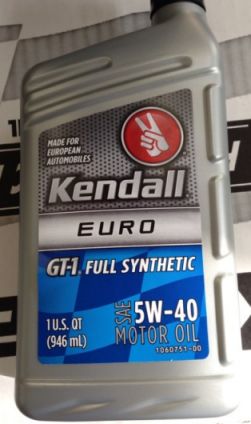 MADE FOR
EUROPEAN
AUTOMOBILES
Kendall
EURO
GT-1 FULL SYNTHETIC
1 U.S. QT
(946 mL)
SAE 5W-40
MOTOR OIL
1060751-00